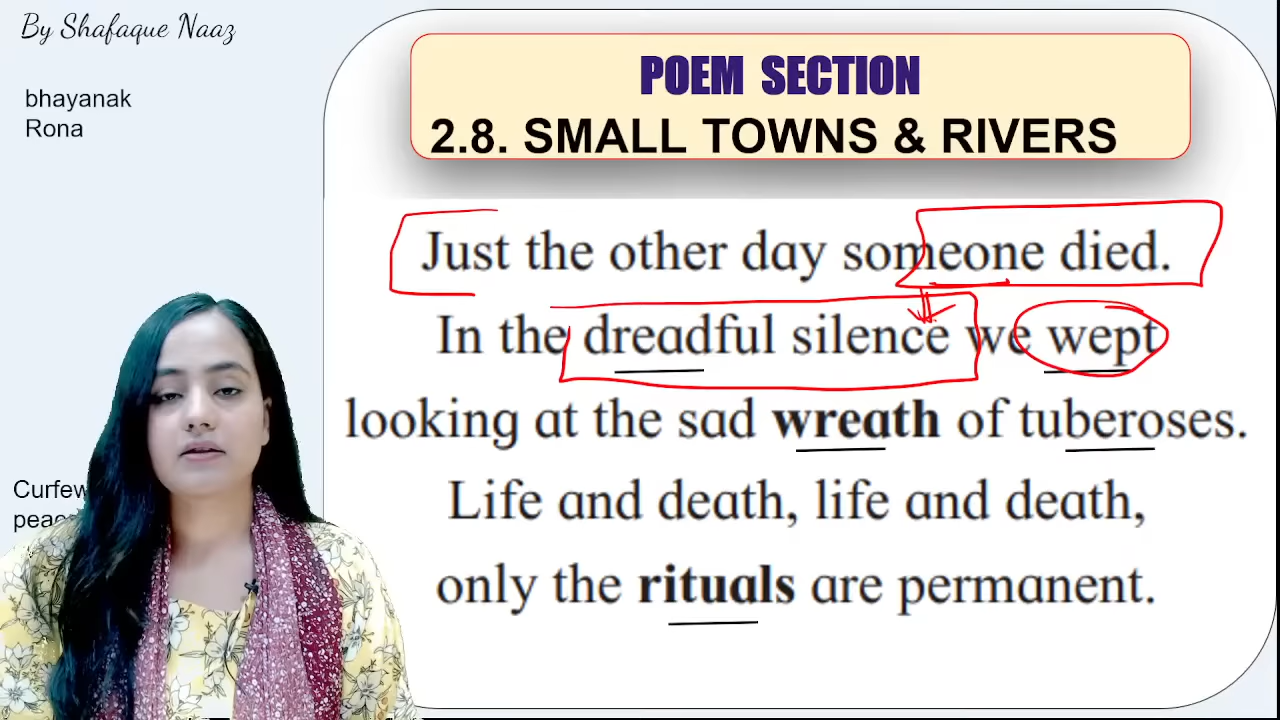 By Shafaque Naaz
bhayanak
Rona
POEM SECTION
2.8. SMALL TOWNS & RIVERS
Just the other day someone died.
In the dreadful silence we wept
looking at the sad wreath of tuberoses.
Life and death, life and death,
only the rituals are permanent.
Curfew